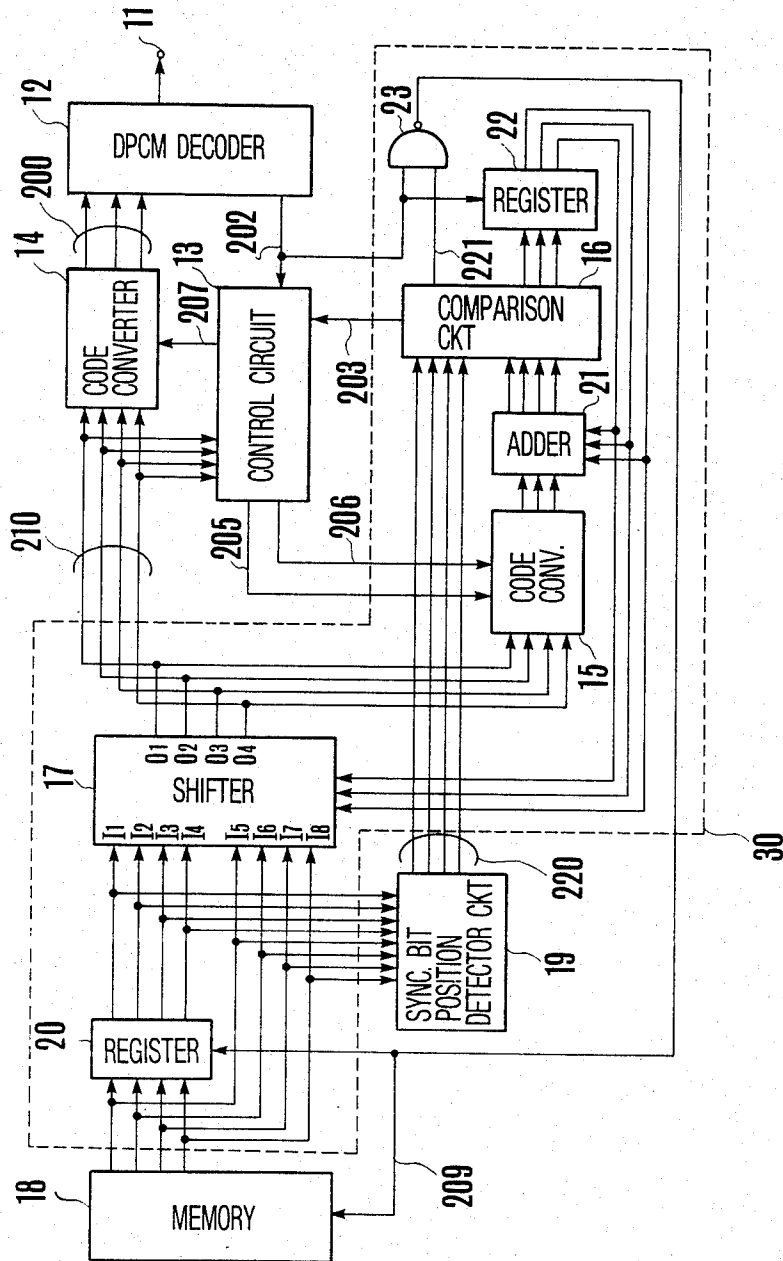 11
12
DPCM DECODER
200
14
CODE
CONVERTER
202
13
207
CONTROL CIRCUIT
203
210
205
206
23
22
REGISTER
221
16
COMPARISON
CKT
21
ADDER
CODE
CONV.
15
17
SHIFTER
I1
I2
I3
I4
I5
I6
I7
I8
O1
O2
O3
O4
220
30
SYNC. BIT
POSITION
DETECTOR CKT
19
20
REGISTER
18
MEMORY
209